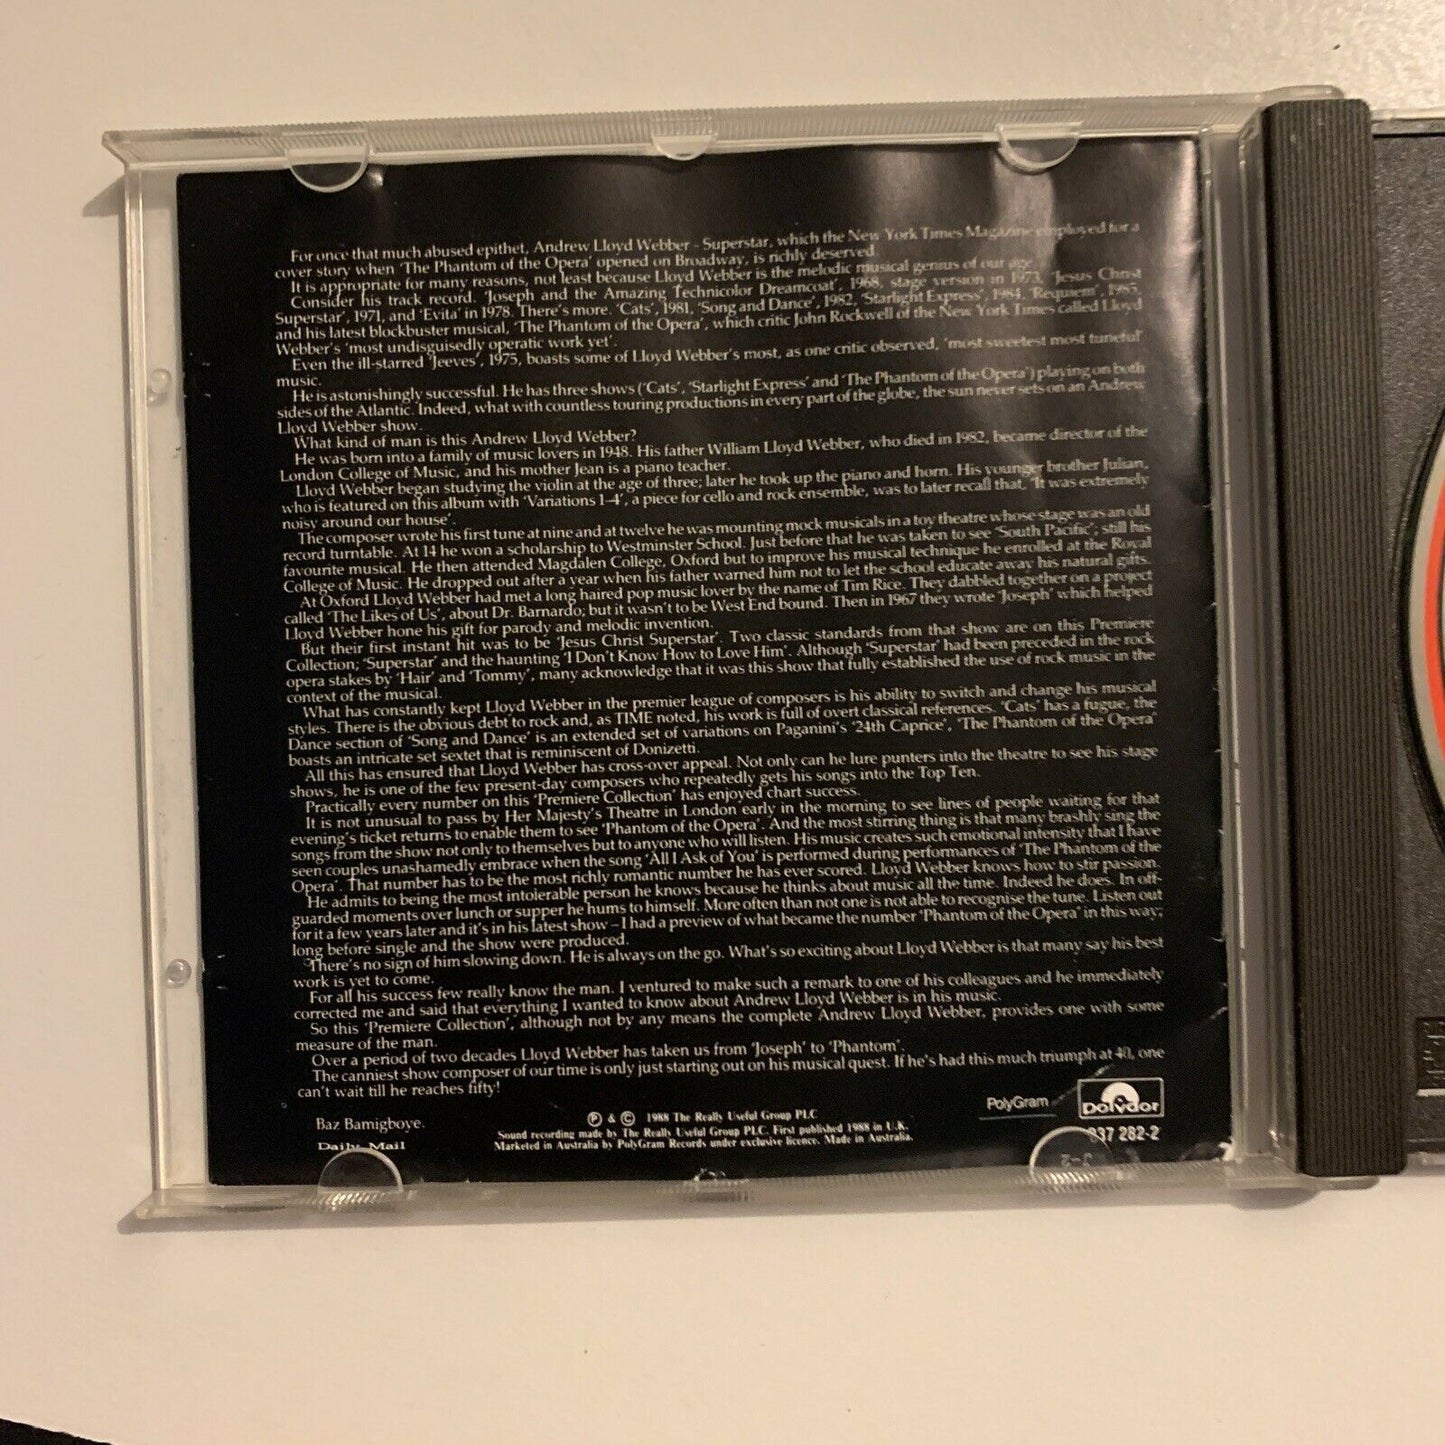 For once that much abused epithet, Andrew Lloyd Webber – Superstar, which the New York Times Magazine employed for a
cover story when ‘The Phantom of the Opera’ opened on Broadway, is richly deserved
It is appropriate for many reasons, not least because Lloyd Webber is the melodic musical genius of our age.
Consider his track record. ‘Joseph and the Amazing Technicolor Dreamcoat’, 1968, stage version in 1973, ‘Jesus Christ
Superstar’, 1971, and ‘Evita’ in 1978. There's more. ‘Cats’, 1981, ‘Song and Dance’, 1982, ‘Starlight Express’, 1984, ‘Requiem’, 1985,
and his latest blockbuster musical, ‘The Phantom of the Opera’, which critic John Rockwell of the New York Times called Lloyd
Webber's ‘most undisguisedly operatic work yet’.
Even the ill-starred ‘Jeeves’, 1975, boasts some of Lloyd Webber's most, as one critic observed, ‘most sweetest most tuneful’
music.
He is astonishingly successful. He has three shows (‘Cats’, ‘Starlight Express’ and ‘The Phantom of the Opera’) playing on both
sides of the Atlantic. Indeed, what with countless touring productions in every part of the globe, the sun never sets on an Andrew
Lloyd Webber show.
What kind of man is this Andrew Lloyd Webber?
He was born into a family of music lovers in 1948. His father William Lloyd Webber, who died in 1982, became director of the
London College of Music, and his mother Jean is a piano teacher.
Lloyd Webber began studying the violin at the age of three; later he took up the piano and horn. His younger brother Julian,
who is featured on this album with ‘Variations 1–4’, a piece for cello and rock ensemble, was to later recall that, ‘It was extremely
noisy around our house’.
The composer wrote his first tune at nine and at twelve he was mounting mock musicals in a toy theatre whose stage was an old
record turntable. At 14 he won a scholarship to Westminster School. Just before that he was taken to see ‘South Pacific’; still his
favourite musical. He then attended Magdalen College, Oxford but to improve his musical technique he enrolled at the Royal
College of Music. He dropped out after a year when his father warned him not to let the school educate away his natural gifts.
At Oxford Lloyd Webber had met a long haired pop music lover by the name of Tim Rice. They dabbled together on a project
called ‘The Likes of Us’, about Dr. Barnardo; but it wasn't to be West End bound. Then in 1967 they wrote ‘Joseph’ which helped
Lloyd Webber hone his gift for parody and melodic invention.
But their first instant hit was to be ‘Jesus Christ Superstar’. Two classic standards from that show are on this Premiere
Collection; ‘Superstar’ and the haunting ‘I Don't Know How to Love Him’. Although ‘Superstar’ had been preceded in the rock
opera stakes by ‘Hair’ and ‘Tommy’, many acknowledge that it was this show that fully established the use of rock music in the
context of the musical.
What has constantly kept Lloyd Webber in the premier league of composers is his ability to switch and change his musical
styles. There is the obvious debt to rock and, as TIME noted, his work is full of overt classical references. ‘Cats’ has a fugue, the
Dance section of ‘Song and Dance’ is an extended set of variations on Paganini's ‘24th Caprice’, ‘The Phantom of the Opera’
boasts an intricate set sextet that is reminiscent of Donizetti.
All this has ensured that Lloyd Webber has cross-over appeal. Not only can he lure punters into the theatre to see his stage
shows, he is one of the few present-day composers who repeatedly gets his songs into the Top Ten.
Practically every number on this ‘Premiere Collection’ has enjoyed chart success.
It is not unusual to pass by Her Majesty's Theatre in London early in the morning to see lines of people waiting for that
evening's ticket returns to enable them to see ‘Phantom of the Opera’. And the most stirring thing is that many brashly sing the
songs from the show not only to themselves but to anyone who will listen. His music creates such emotional intensity that I have
seen couples unashamedly embrace when the song ‘All I Ask of You’ is performed during performances of ‘The Phantom of the
Opera’. That number has to be the most richly romantic number he has ever scored. Lloyd Webber knows how to stir passion.
He admits to being the most intolerable person he knows because he thinks about music all the time. Indeed he does. In off-
guarded moments over lunch or supper he hums to himself. More often than not one is not able to recognise the tune. Listen out
for it a few years later and it's in his latest show – I had a preview of what became the number ‘Phantom of the Opera’ in this way;
long before single and the show were produced.
There's no sign of him slowing down. He is always on the go. What's so exciting about Lloyd Webber is that many say his best
work is yet to come.
For all his success few really know the man. I ventured to make such a remark to one of his colleagues and he immediately
corrected me and said that everything I wanted to know about Andrew Lloyd Webber is in his music.
So this ‘Premiere Collection’, although not by any means the complete Andrew Lloyd Webber, provides one with some
measure of the man.
Over a period of two decades Lloyd Webber has taken us from ‘Joseph’ to ‘Phantom’.
The canniest show composer of our time is only just starting out on his musical quest. If he's had this much triumph at 40, one
can't wait till he reaches fifty!
Baz Bamigboye.
Daily Mail
℗ & © 1988 The Really Useful Group PLC
Sound recording made by The Really Useful Group PLC. First published 1988 in U.K.
Marketed in Australia by PolyGram Records under exclusive licence. Made in Australia.
PolyGram
Polydor
837 282-2